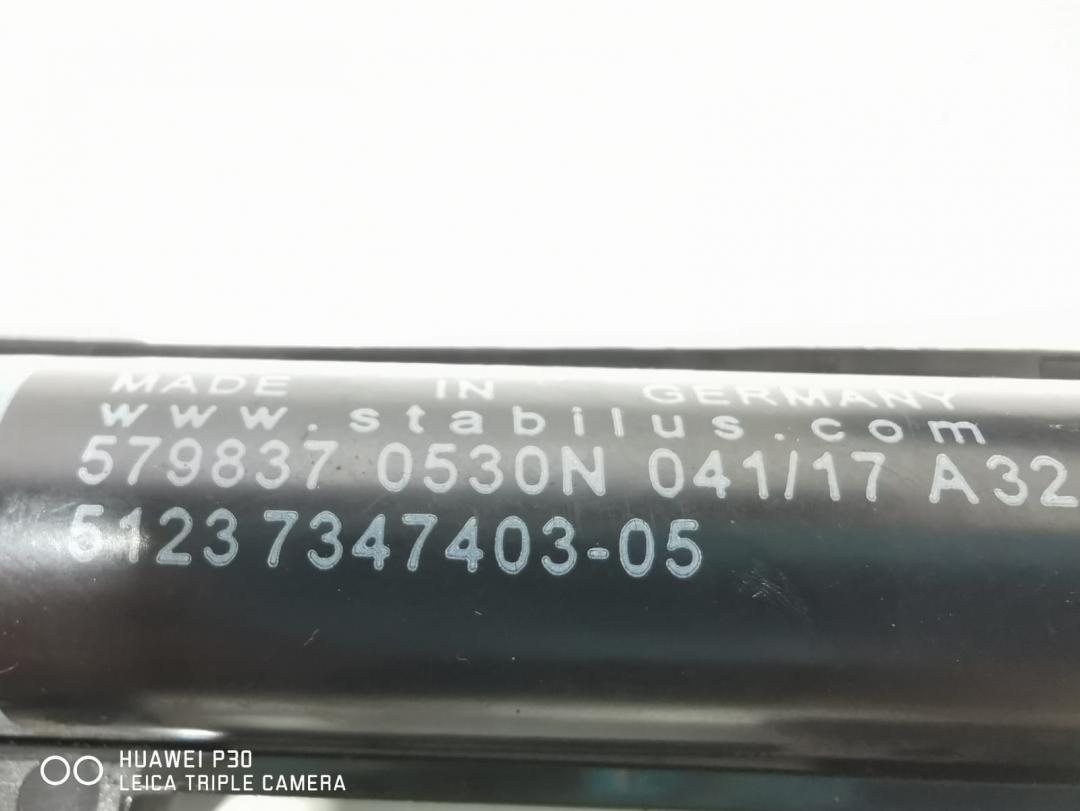 MADE IN GERMANY
www.stabilus.com
579837 0530N 041/17 A32
51237347403-05
HUAWEI P30
LEICA TRIPLE CAMERA